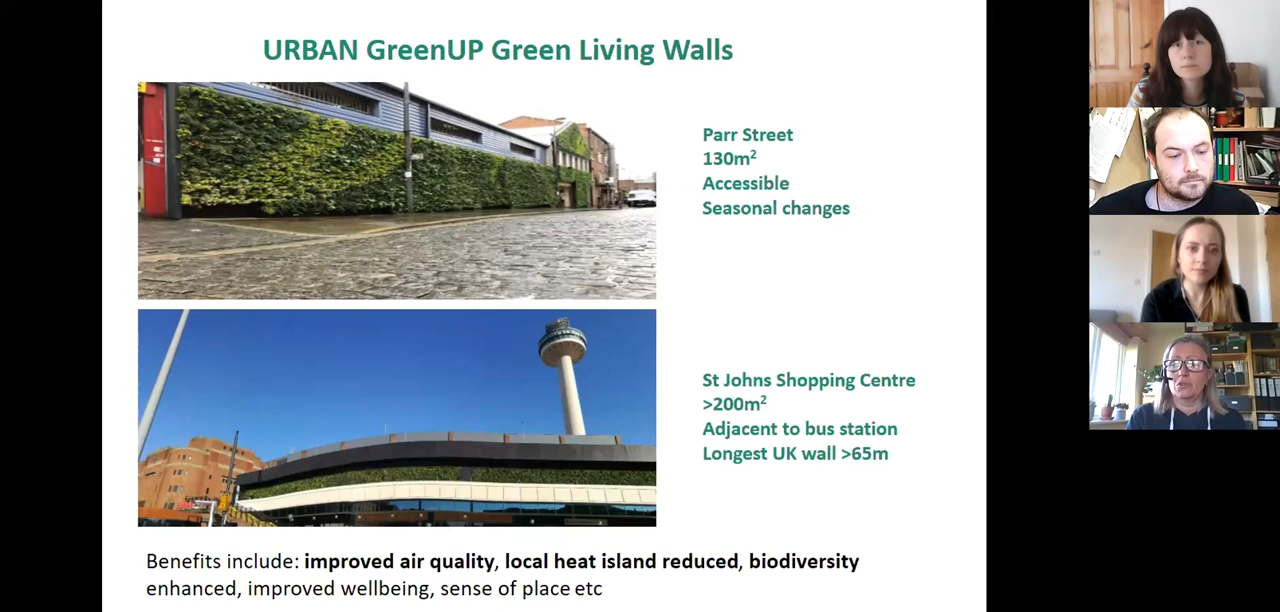 URBAN GreenUP Green Living Walls
Parr Street
130m²
Accessible
Seasonal changes
St Johns Shopping Centre
>200m²
Adjacent to bus station
Longest UK wall >65m
Benefits include: improved air quality, local heat island reduced, biodiversity
enhanced, improved wellbeing, sense of place etc